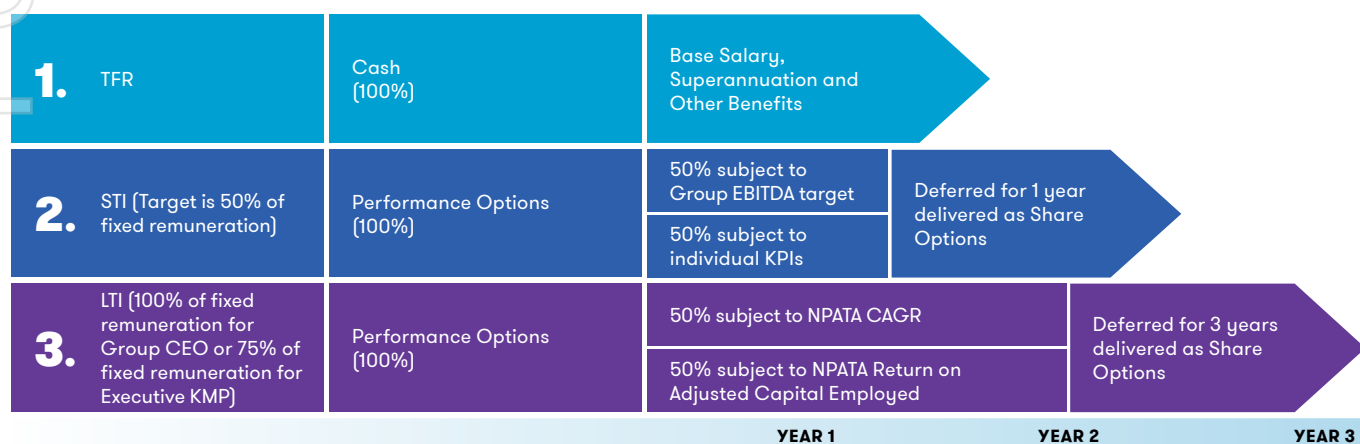 1.
TFR
Cash
(100%)
Base Salary,
Superannuation and
Other Benefits
2.
STI (Target is 50% of
fixed remuneration)
Performance Options
(100%)
50% subject to
Group EBITDA target
50% subject to
individual KPIs
Deferred for 1 year
delivered as Share
Options
3.
LTI (100% of fixed
remuneration for
Group CEO or 75% of
fixed remuneration for
Executive KMP)
Performance Options
(100%)
50% subject to NPATA CAGR
50% subject to NPATA Return on
Adjusted Capital Employed
Deferred for 3 years
delivered as Share
Options
YEAR 1
YEAR 2
YEAR 3